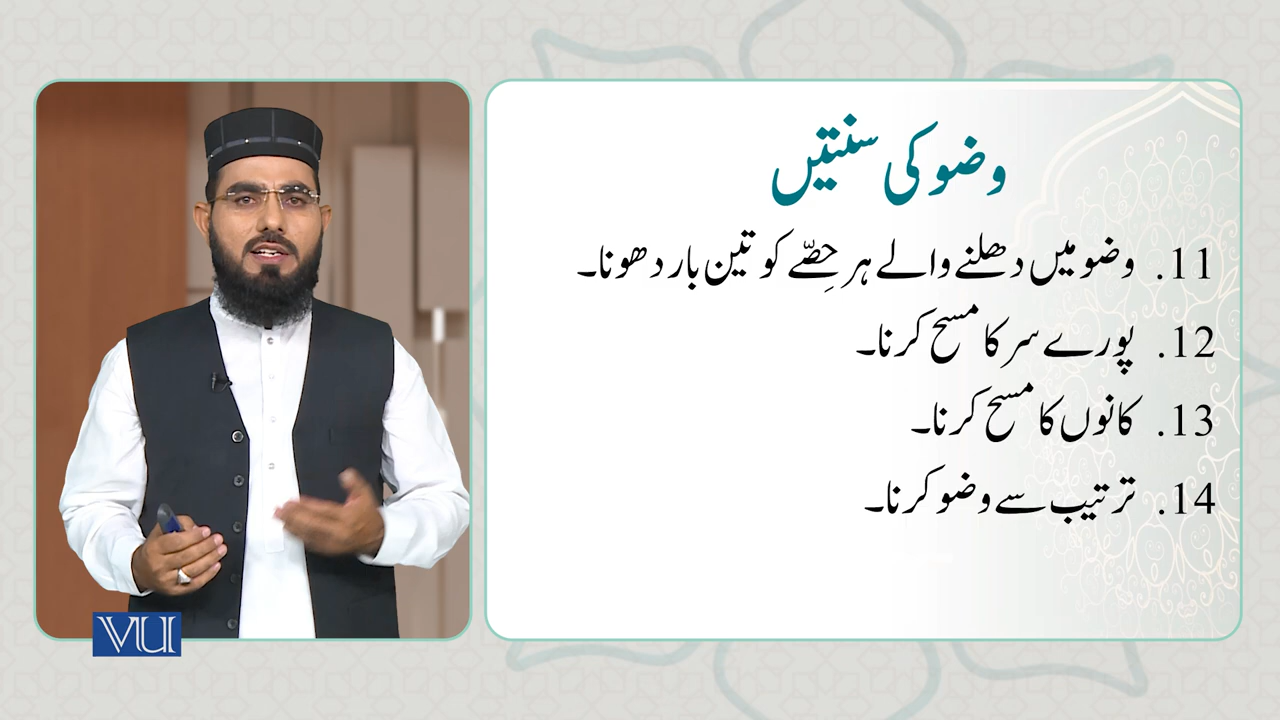 وضو کی سنتیں
11. وضو میں دھلنے والے ہر حِصّے کو تین بار دھونا۔
12. پورے سر کا مسح کرنا۔
13. کانوں کا مسح کرنا۔
14. ترتیب سے وضو کرنا۔
VU